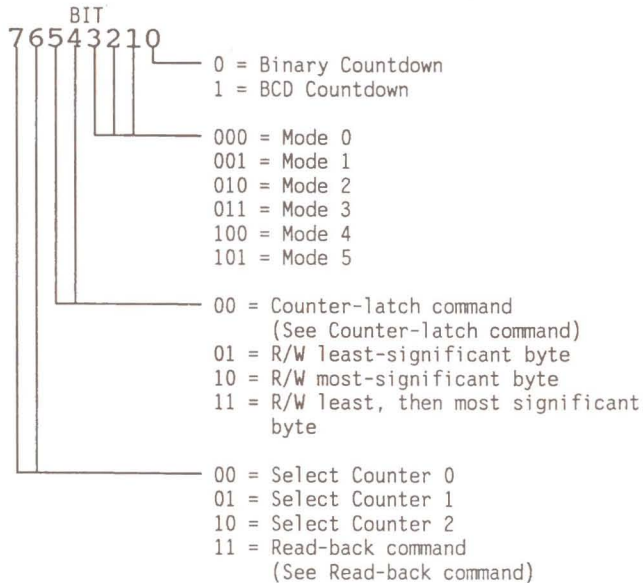 BIT
76543210
0 = Binary Countdown
1 = BCD Countdown
000 = Mode 0
001 = Mode 1
010 = Mode 2
011 = Mode 3
100 = Mode 4
101 = Mode 5
00 = Counter-latch command
(See Counter-latch command)
01 = R/W least-significant byte
10 = R/W most-significant byte
11 = R/W least, then most significant
byte
00 = Select Counter 0
01 = Select Counter 1
10 = Select Counter 2
11 = Read-back command
(See Read-back command)